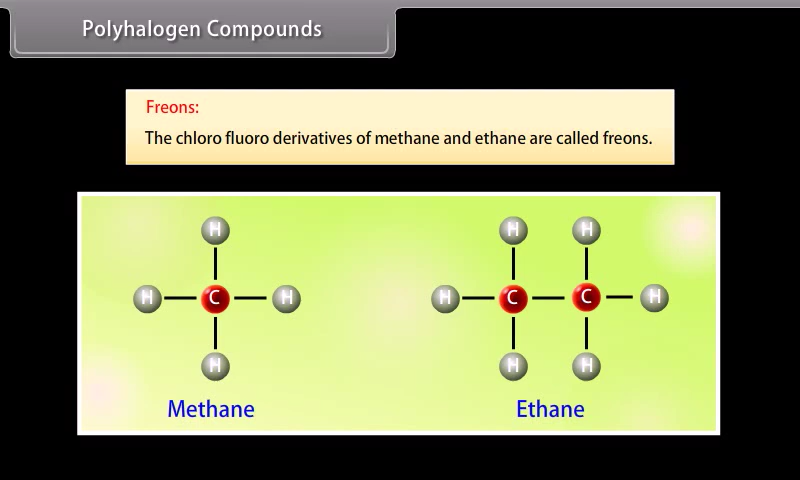 Polyhalogen Compounds
Freons:
The chloro fluoro derivatives of methane and ethane are called freons.
H H H
H C H H C C H
H H H
Methane Ethane